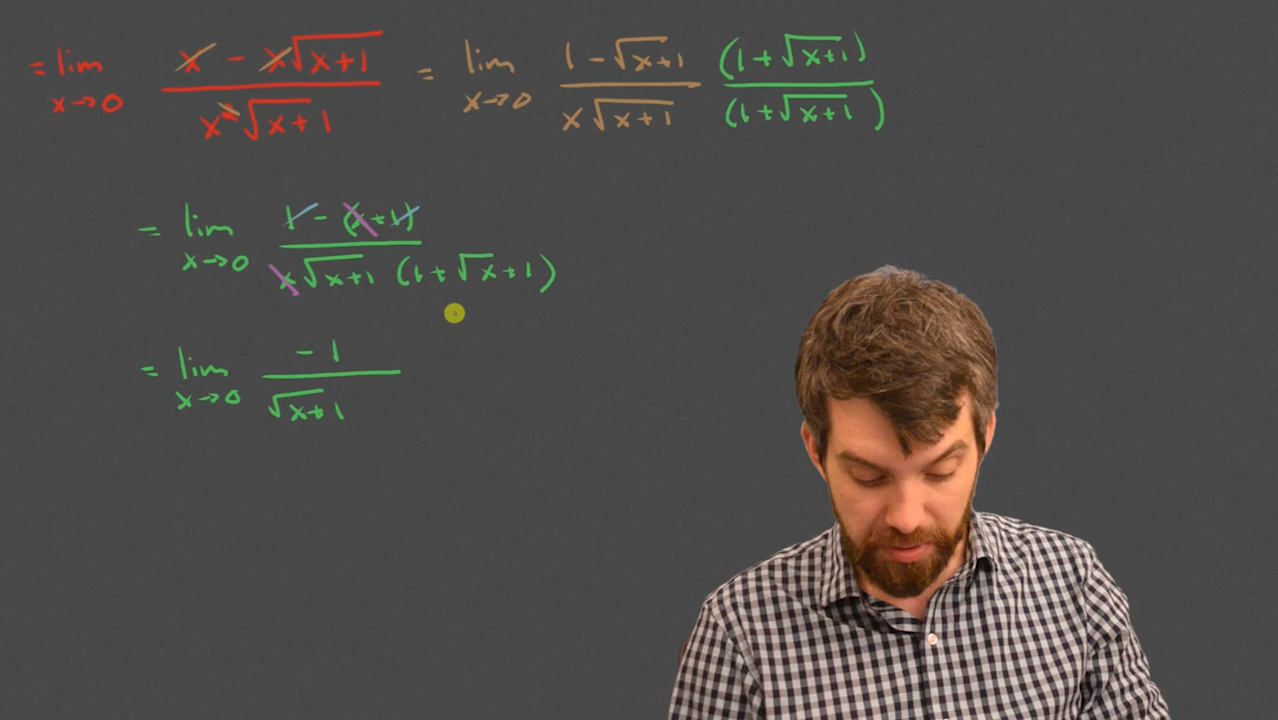 = lim x→0 (x - x√(x+1)) / (x²√(x+1)) = lim x→0 (1 - √(x+1)) / (x√(x+1)) (1 + √(x+1)) / (1 + √(x+1))
= lim x→0 (1 - (x + 1)) / (x√(x+1) (1 + √(x+1)))
= lim x→0 -1 / √(x+1)